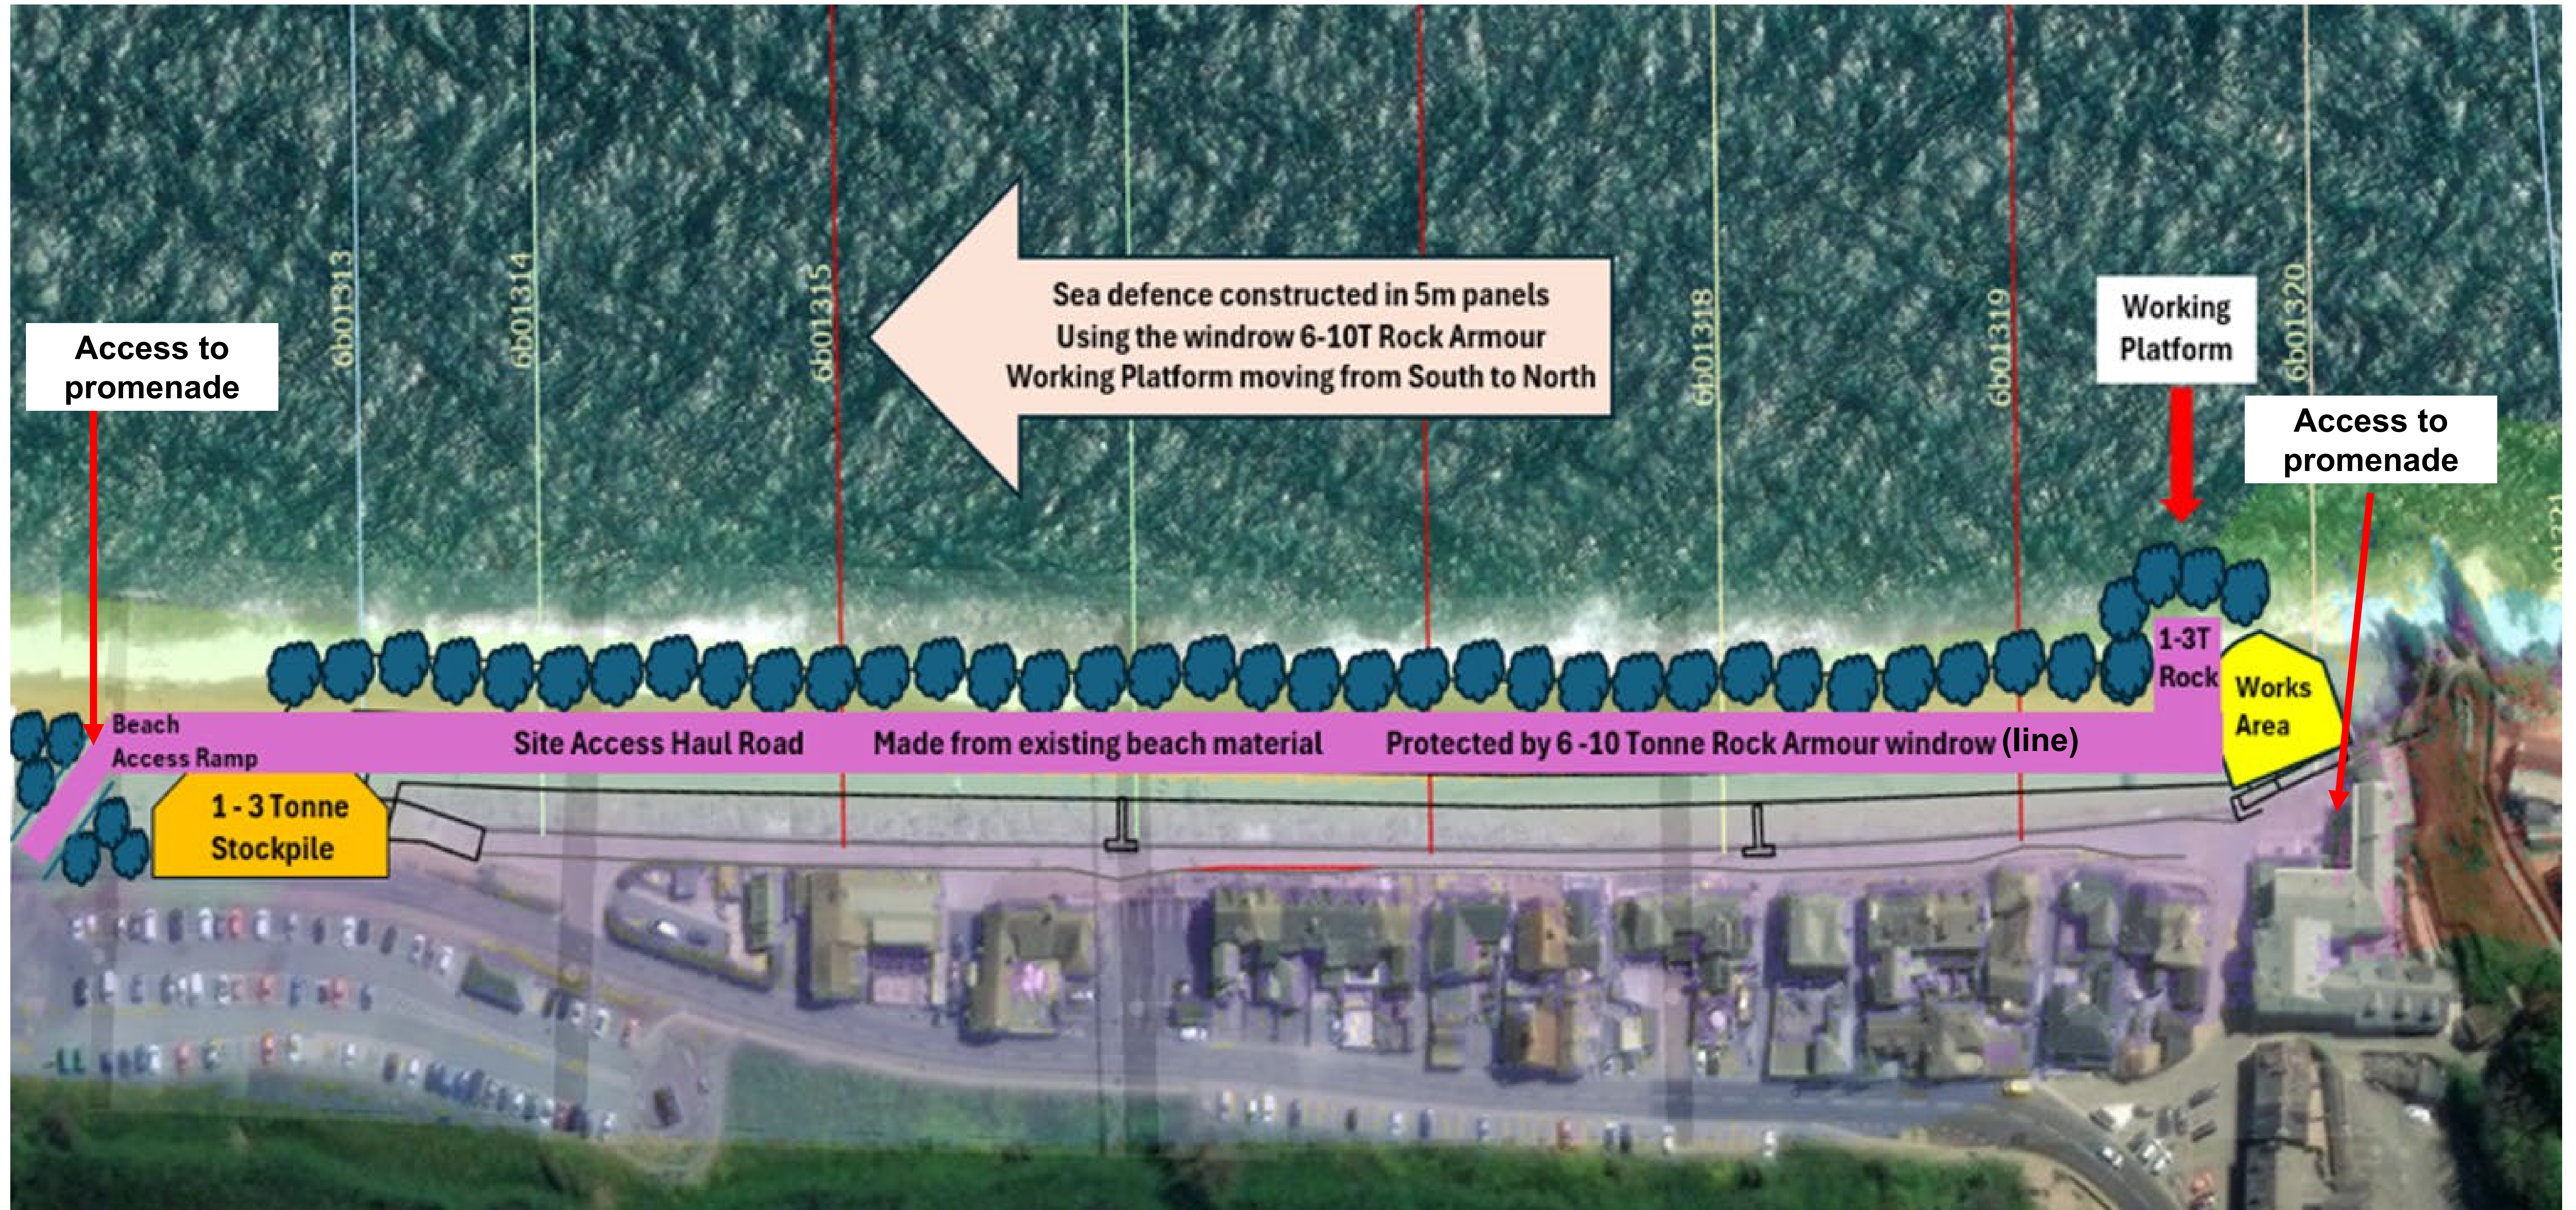 6b01313
6b01314
6b01315
6b01318
6b01319
6b01320
Sea defence constructed in 5m panels
Using the windrow 6-10T Rock Armour
Working Platform moving from South to North
Working
Platform
Access to
promenade
Access to
promenade
1-3T
Rock
Works
Area
Beach
Access Ramp
Site Access Haul Road
Made from existing beach material
Protected by 6 -10 Tonne Rock Armour windrow (line)
1 - 3 Tonne
Stockpile